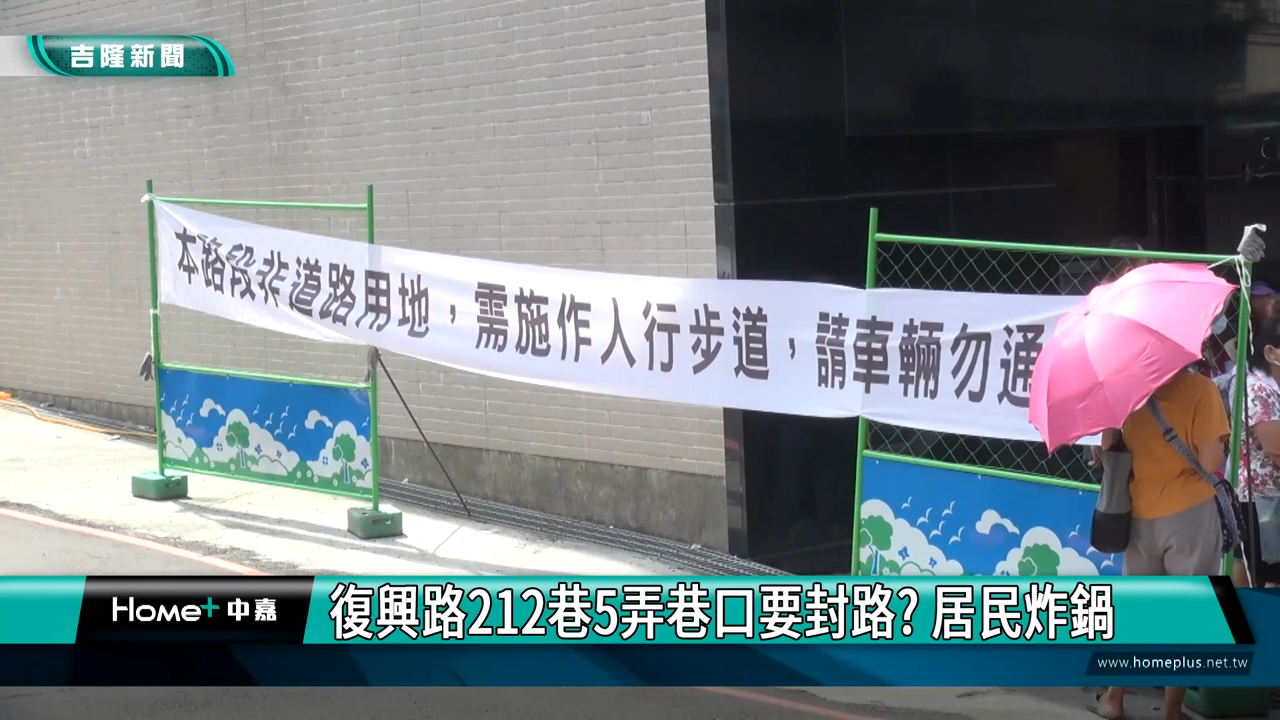 吉隆新聞
本路段非道路用地，需施作人行步道，請車輛勿通
Home+中嘉
復興路212巷5弄巷口要封路? 居民炸鍋
www.homeplus.net.tw